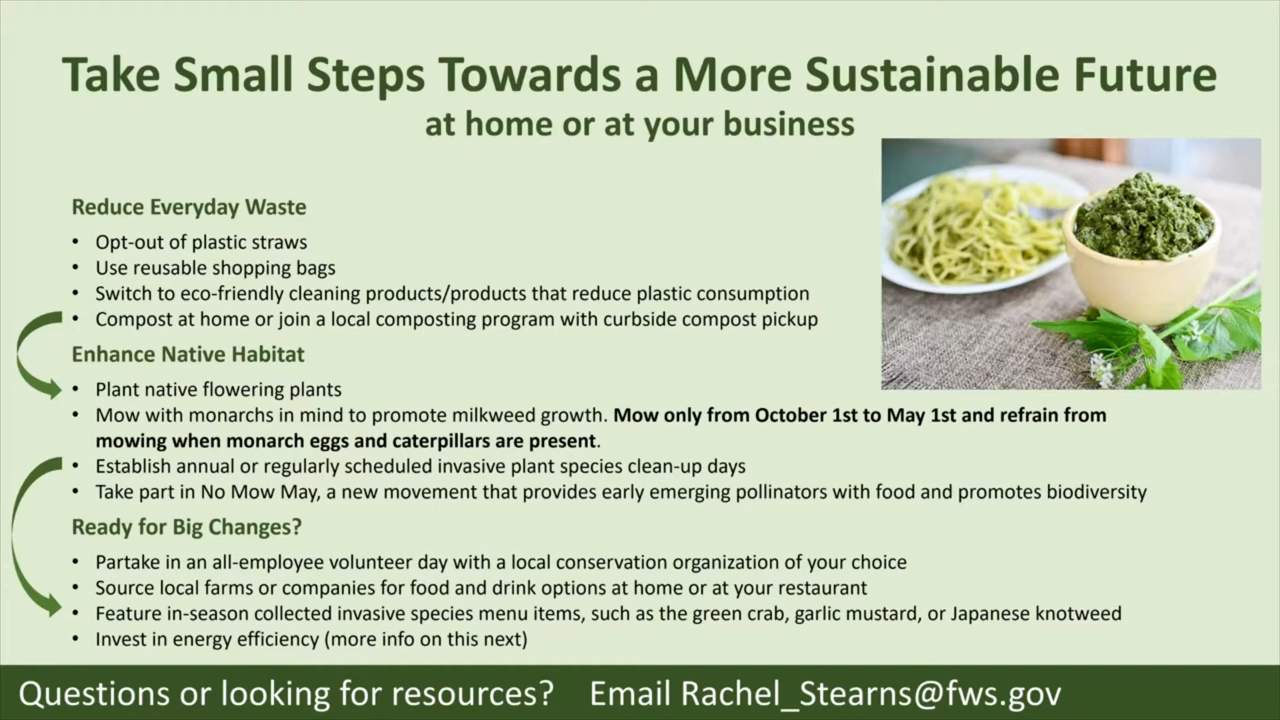 Take Small Steps Towards a More Sustainable Future
at home or at your business
Reduce Everyday Waste
• Opt-out of plastic straws
• Use reusable shopping bags
• Switch to eco-friendly cleaning products/products that reduce plastic consumption
• Compost at home or join a local composting program with curbside compost pickup
Enhance Native Habitat
• Plant native flowering plants
• Mow with monarchs in mind to promote milkweed growth. Mow only from October 1st to May 1st and refrain from
mowing when monarch eggs and caterpillars are present.
• Establish annual or regularly scheduled invasive plant species clean-up days
• Take part in No Mow May, a new movement that provides early emerging pollinators with food and promotes biodiversity
Ready for Big Changes?
• Partake in an all-employee volunteer day with a local conservation organization of your choice
• Source local farms or companies for food and drink options at home or at your restaurant
• Feature in-season collected invasive species menu items, such as the green crab, garlic mustard, or Japanese knotweed
• Invest in energy efficiency (more info on this next)
Questions or looking for resources? Email Rachel_Stearns@fws.gov